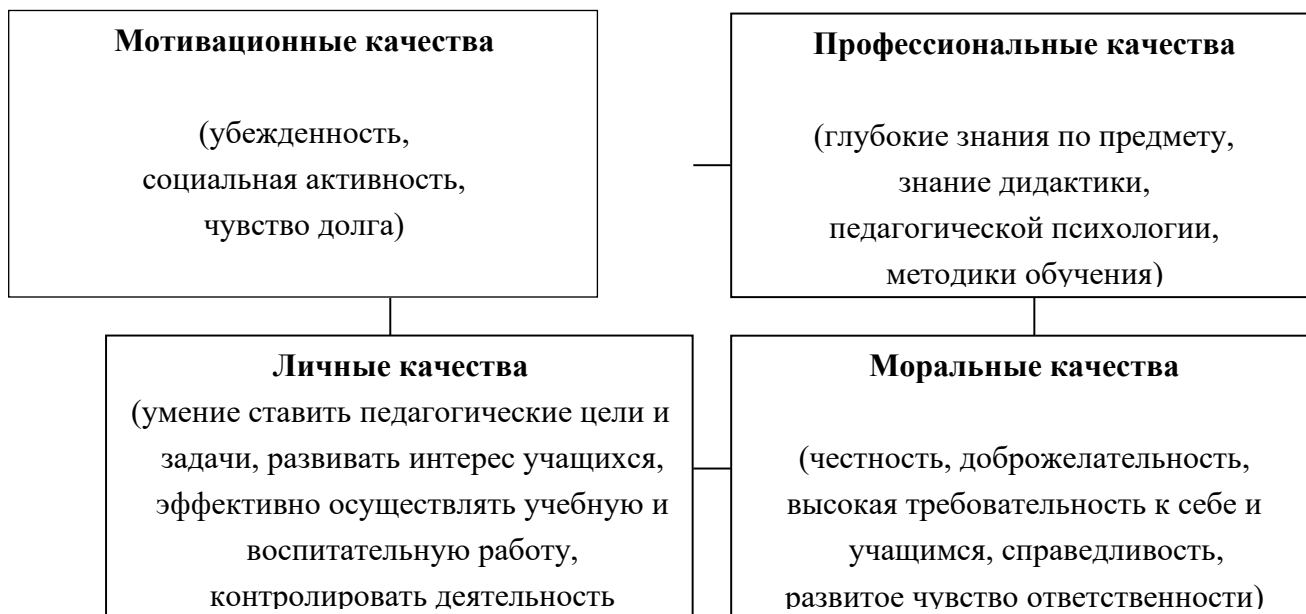 Мотивационные качества
(убежденность,
социальная активность,
чувство долга)
Профессиональные качества
(глубокие знания по предмету,
знание дидактики,
педагогической психологии,
методики обучения)
Личные качества
(умение ставить педагогические цели и
задачи, развивать интерес учащихся,
эффективно осуществлять учебную и
воспитательную работу,
контролировать деятельность
Моральные качества
(честность, доброжелательность,
высокая требовательность к себе и
учащимся, справедливость,
развитое чувство ответственности)